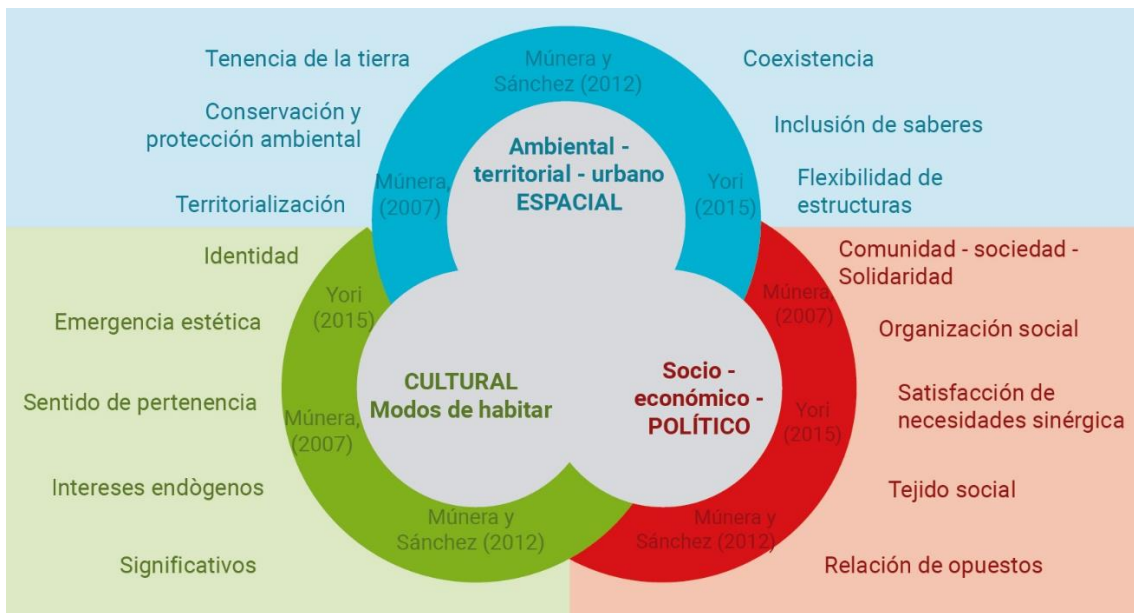 Tenencia de la tierra
Conservación y
protección ambiental
Territorialización
Múnera y
Sánchez (2012)
Múnera,
(2007)
Yori
(2015)
Ambiental -
territorial - urbano
ESPACIAL
Coexistencia
Inclusión de saberes
Flexibilidad de
estructuras
Identidad
Emergencia estética
Sentido de pertenencia
Intereses endògenos
Significativos
Yori
(2015)
Múnera,
(2007)
Múnera y
Sánchez (2012)
CULTURAL
Modos de habitar
Socio -
económico -
POLÍTICO
Múnera,
(2007)
Yori
(2015)
Múnera y
Sánchez (2012)
Comunidad - sociedad -
Solidaridad
Organización social
Satisfacción de
necesidades sinérgica
Tejido social
Relación de opuestos